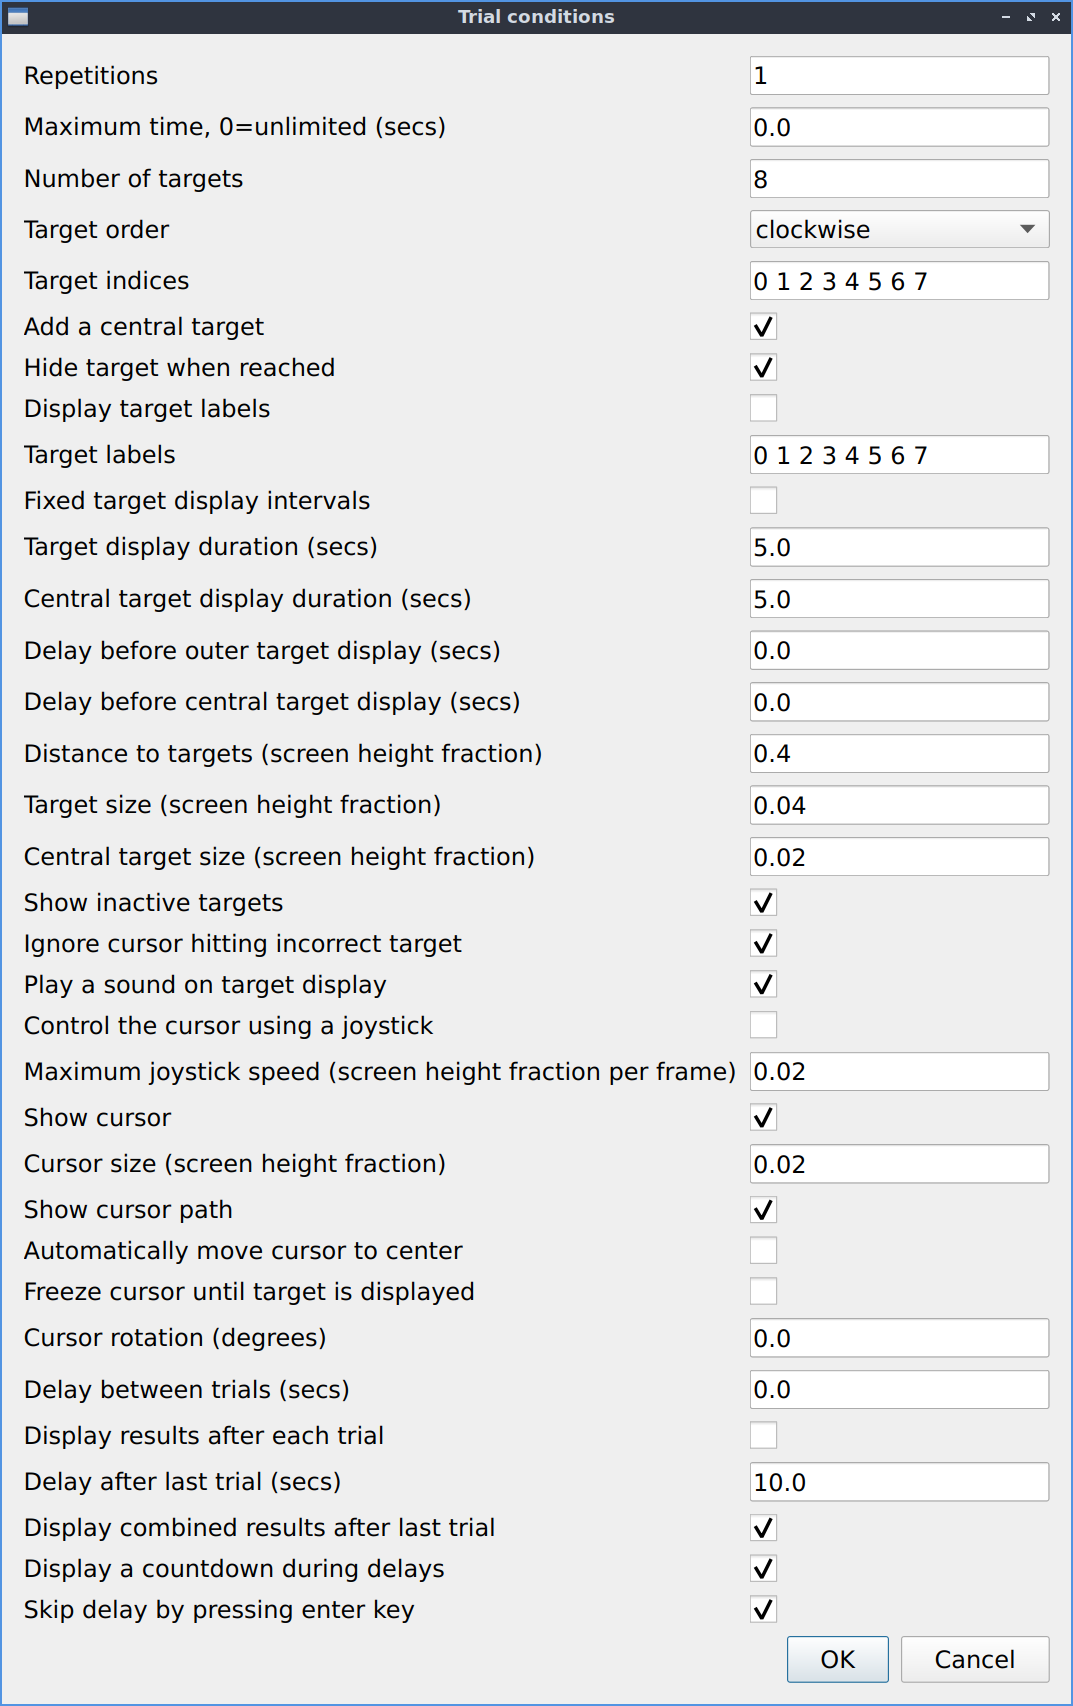 Trial conditions
Repetitions 1
Maximum time, 0=unlimited (secs) 0.0
Number of targets 8
Target order clockwise
Target indices 0 1 2 3 4 5 6 7
Add a central target
Hide target when reached
Display target labels
Target labels 0 1 2 3 4 5 6 7
Fixed target display intervals
Target display duration (secs) 5.0
Central target display duration (secs) 5.0
Delay before outer target display (secs) 0.0
Delay before central target display (secs) 0.0
Distance to targets (screen height fraction) 0.4
Target size (screen height fraction) 0.04
Central target size (screen height fraction) 0.02
Show inactive targets
Ignore cursor hitting incorrect target
Play a sound on target display
Control the cursor using a joystick
Maximum joystick speed (screen height fraction per frame) 0.02
Show cursor
Cursor size (screen height fraction) 0.02
Show cursor path
Automatically move cursor to center
Freeze cursor until target is displayed
Cursor rotation (degrees) 0.0
Delay between trials (secs) 0.0
Display results after each trial
Delay after last trial (secs) 10.0
Display combined results after last trial
Display a countdown during delays
Skip delay by pressing enter key
OK Cancel